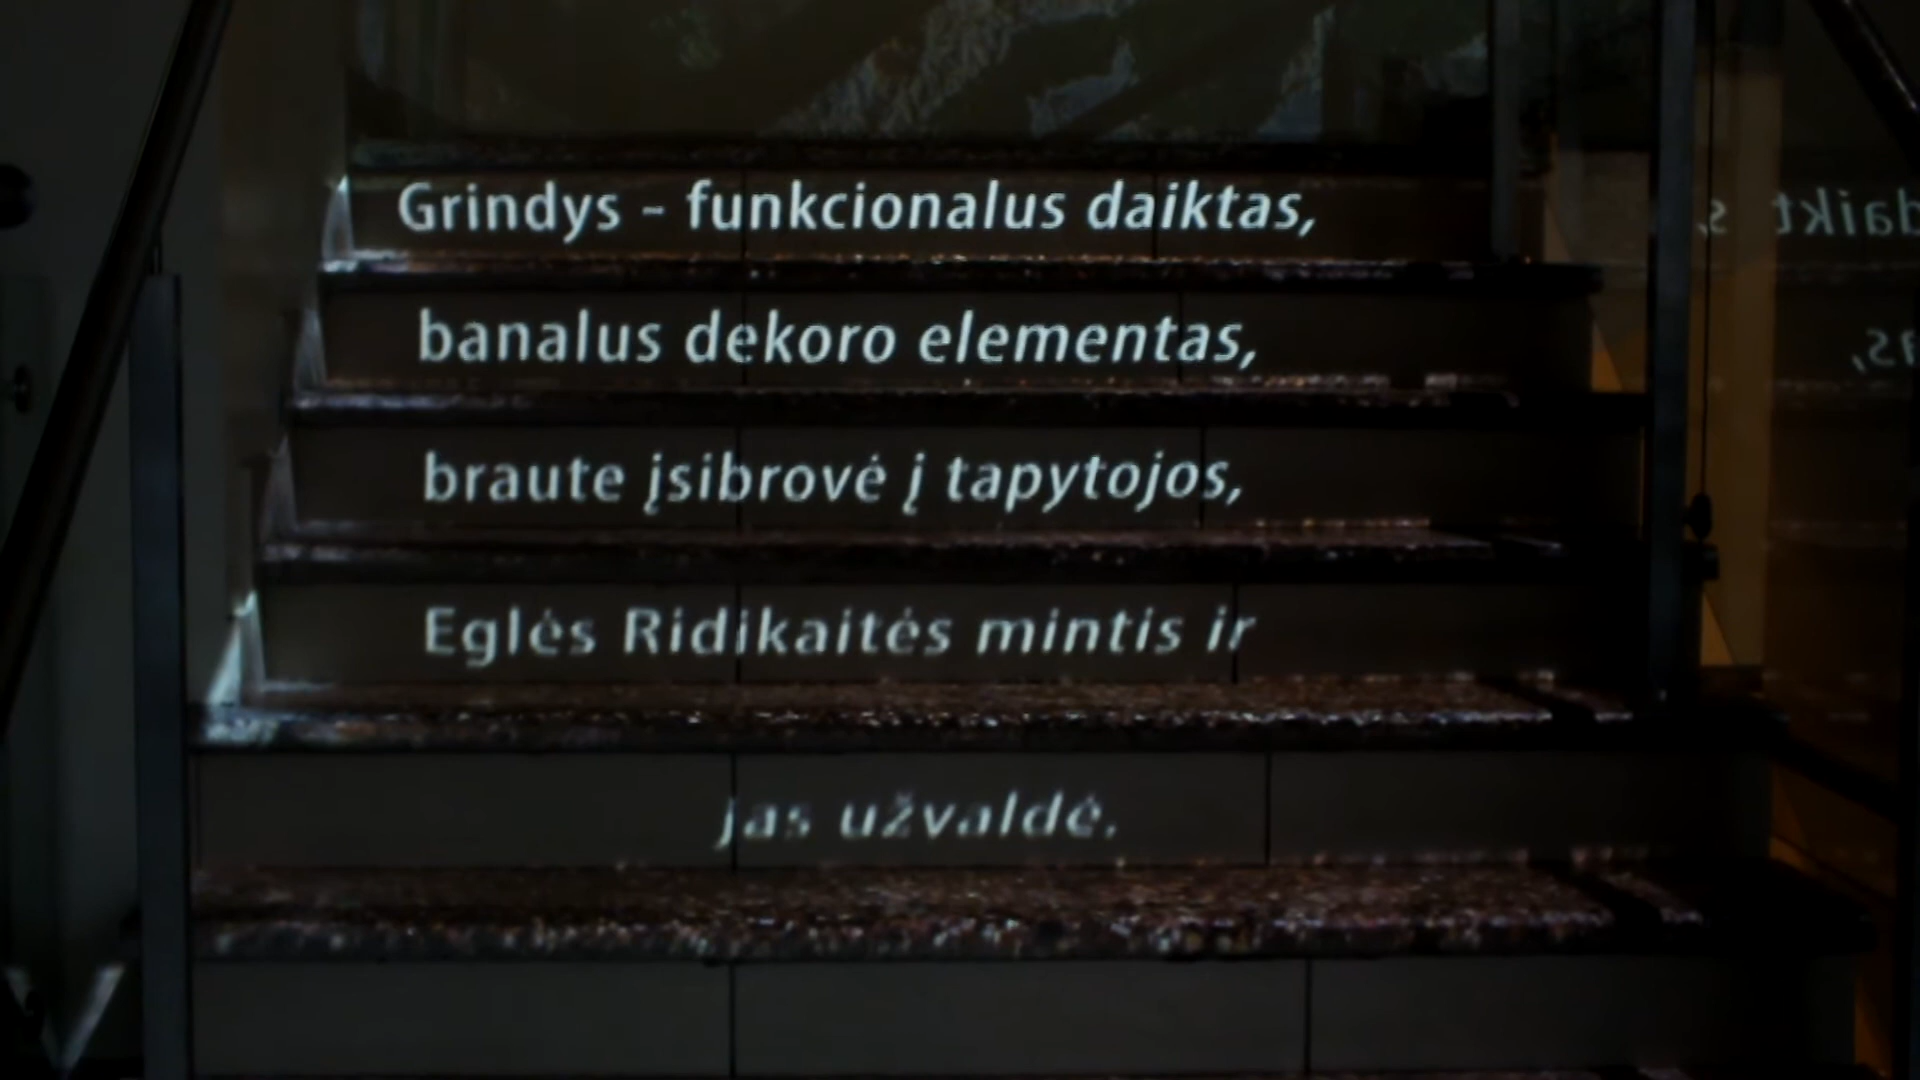 Grindys - funkcionalus daiktas,
banalus dekoro elementas,
braute įsibrovė į tapytojos,
Eglės Ridikaitės mintis ir
jas užvaldė.